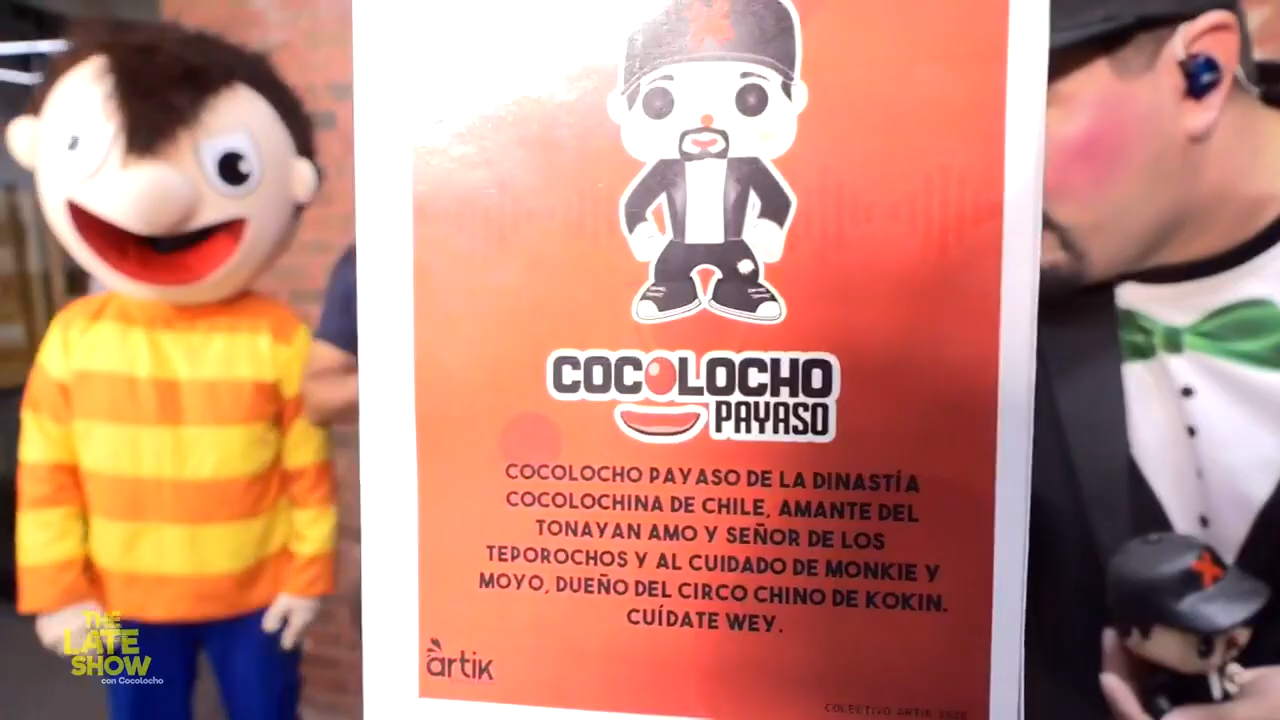 COCOLOCHO
PAYASO
COCOLOCHO PAYASO DE LA DINASTÍA
COCOLOCHINA DE CHILE, AMANTE DEL
TONAYAN AMO Y SEÑOR DE LOS
TEPOROCHOS Y AL CUIDADO DE MONKIE Y
MOYO, DUEÑO DEL CIRCO CHINO DE KOKIN.
CUÍDATE WEY.
artik
COLECTIVO ARTIK 2020
THE
LATE
SHOW
con Cocolocho